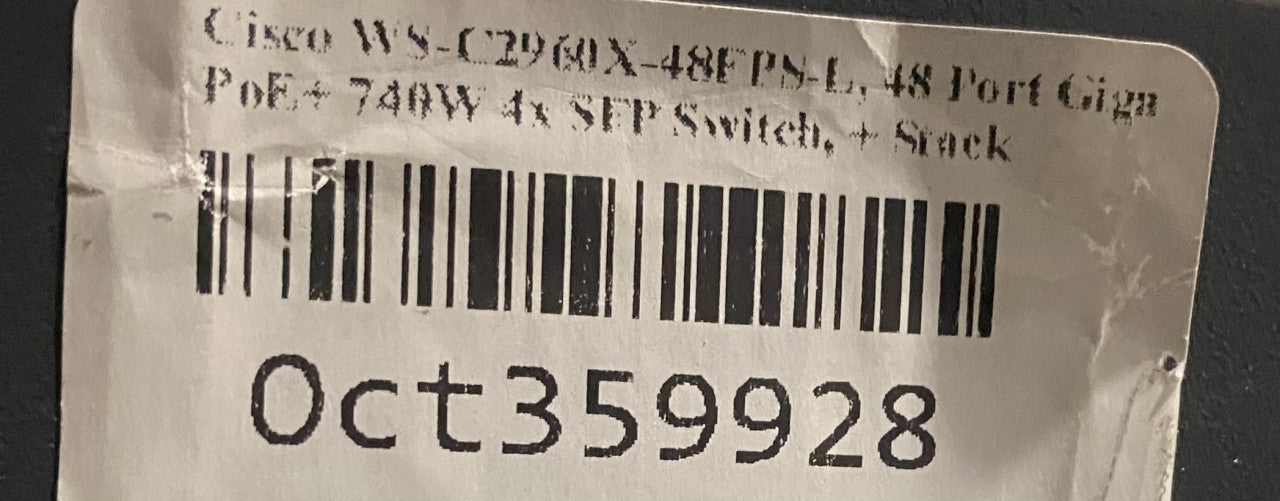 Cisco WS-C2960X-48FPS-L, 48 Port Giga
PoE+ 740W 4x SFP Switch, + Stack
Oct359928